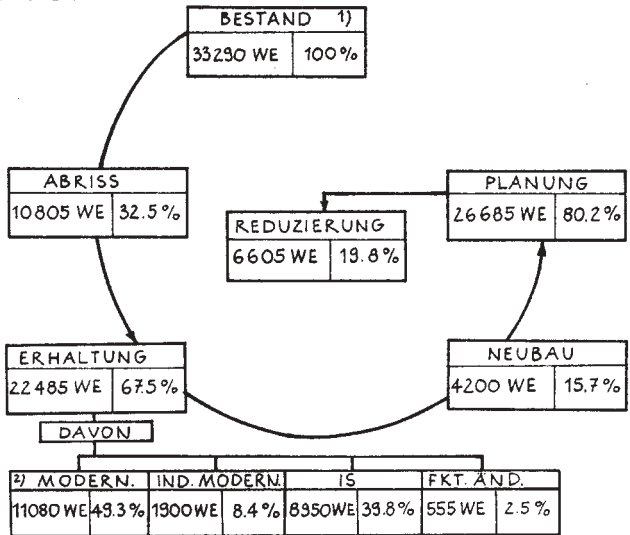 BESTAND 1)
33290 WE 100%
ABRISS
10805 WE 32.5%
PLANUNG
26685 WE 80.2%
REDUZIERUNG
6605 WE 19.8%
ERHALTUNG
22485 WE 67.5%
NEUBAU
4200 WE 15.7%
DAVON
2) MODERN. IND. MODERN. IS FKT. ÄND.
11080 WE 49.3% 1900 WE 8.4% 8950 WE 39.8% 555 WE 2.5%